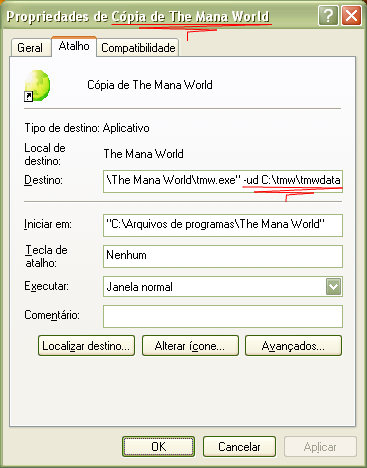 Propriedades de Cópia de The Mana World
Geral Atalho Compatibilidade
Cópia de The Mana World
Tipo de destino: Aplicativo
Local de destino: The Mana World
Destino: \The Mana World\tmw.exe" -ud C:\tmw\tmwdata
Iniciar em: "C:\Arquivos de programas\The Mana World"
Tecla de atalho: Nenhum
Executar: Janela normal
Comentário:
Localizar destino... Alterar ícone... Avançados...
OK Cancelar Aplicar